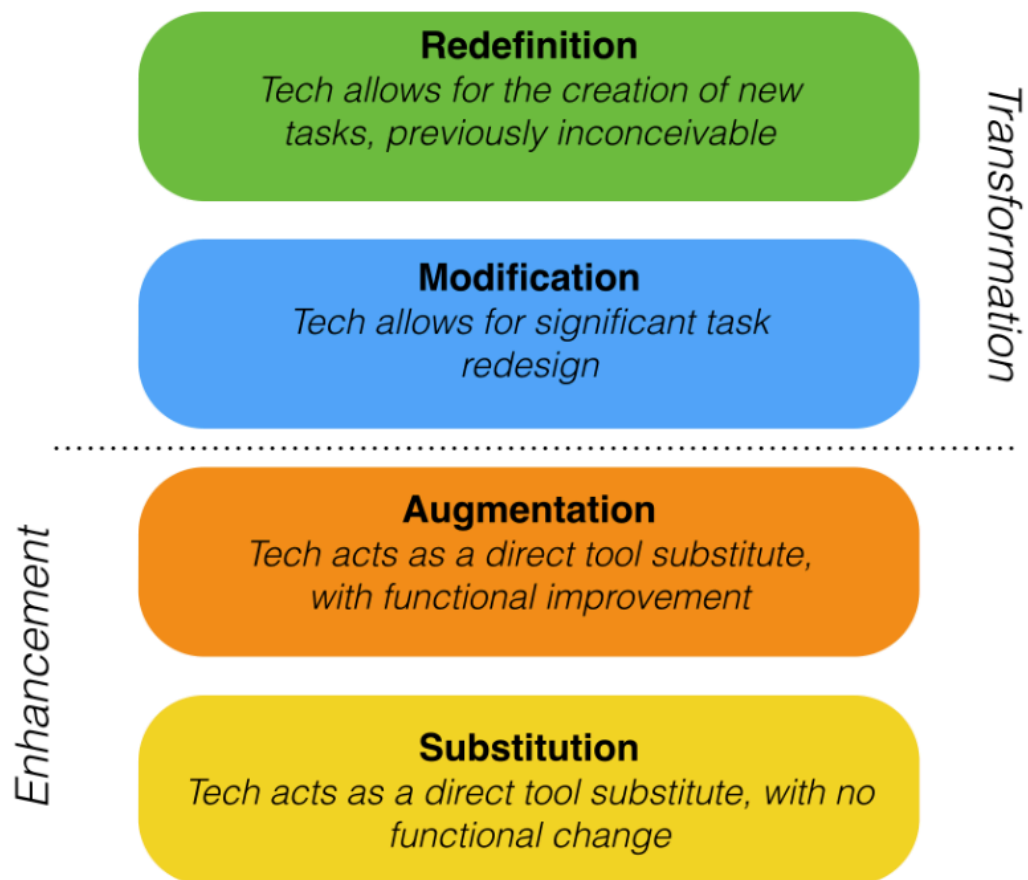 Redefinition
Tech allows for the creation of new
tasks, previously inconceivable
Transformation
Modification
Tech allows for significant task
redesign
Augmentation
Tech acts as a direct tool substitute,
with functional improvement
Enhancement
Substitution
Tech acts as a direct tool substitute, with no
functional change